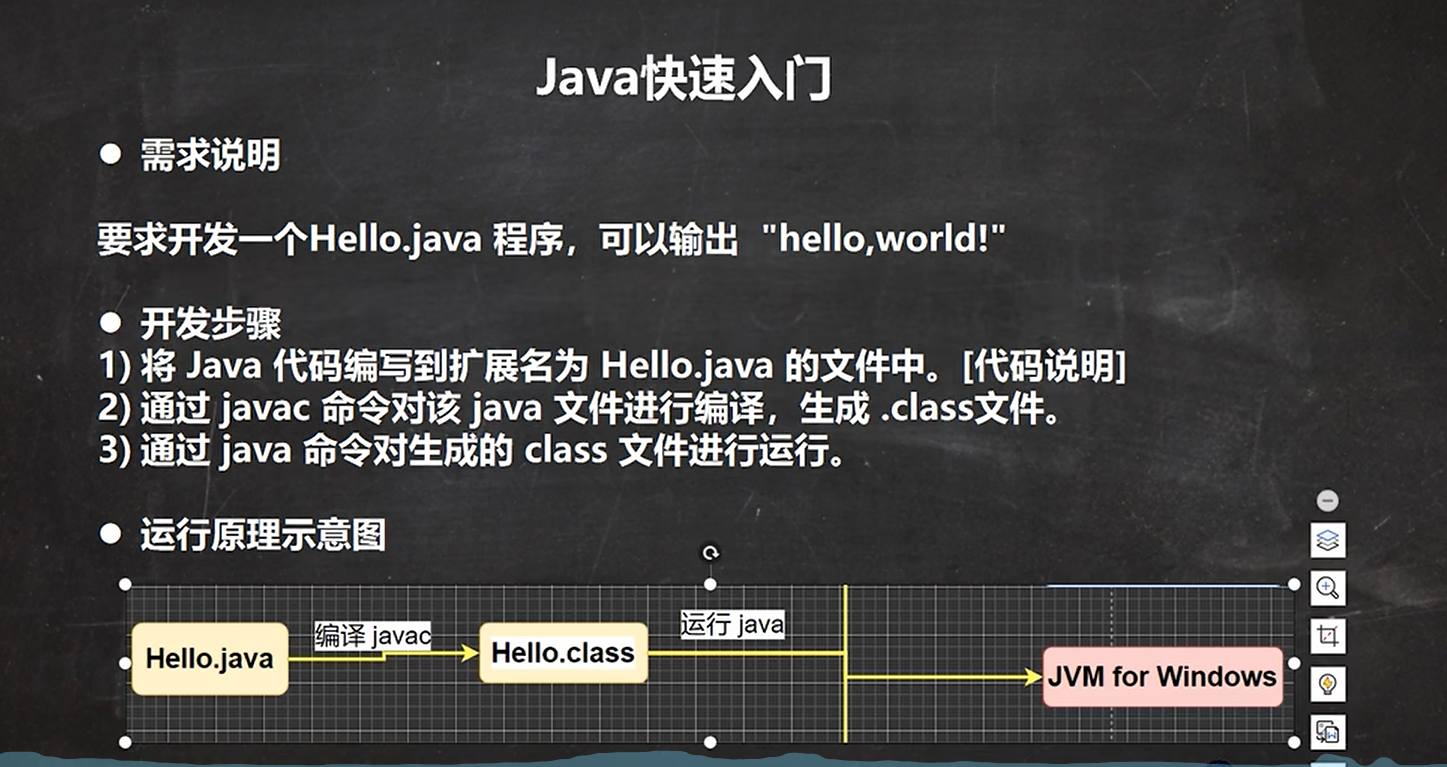 Java快速入门
● 需求说明
要求开发一个Hello.java 程序，可以输出 "hello,world!"
● 开发步骤
1) 将 Java 代码编写到扩展名为 Hello.java 的文件中。[代码说明]
2) 通过 javac 命令对该 java 文件进行编译，生成 .class文件。
3) 通过 java 命令对生成的 class 文件进行运行。
● 运行原理示意图
Hello.java
编译 javac
Hello.class
运行 java
JVM for Windows